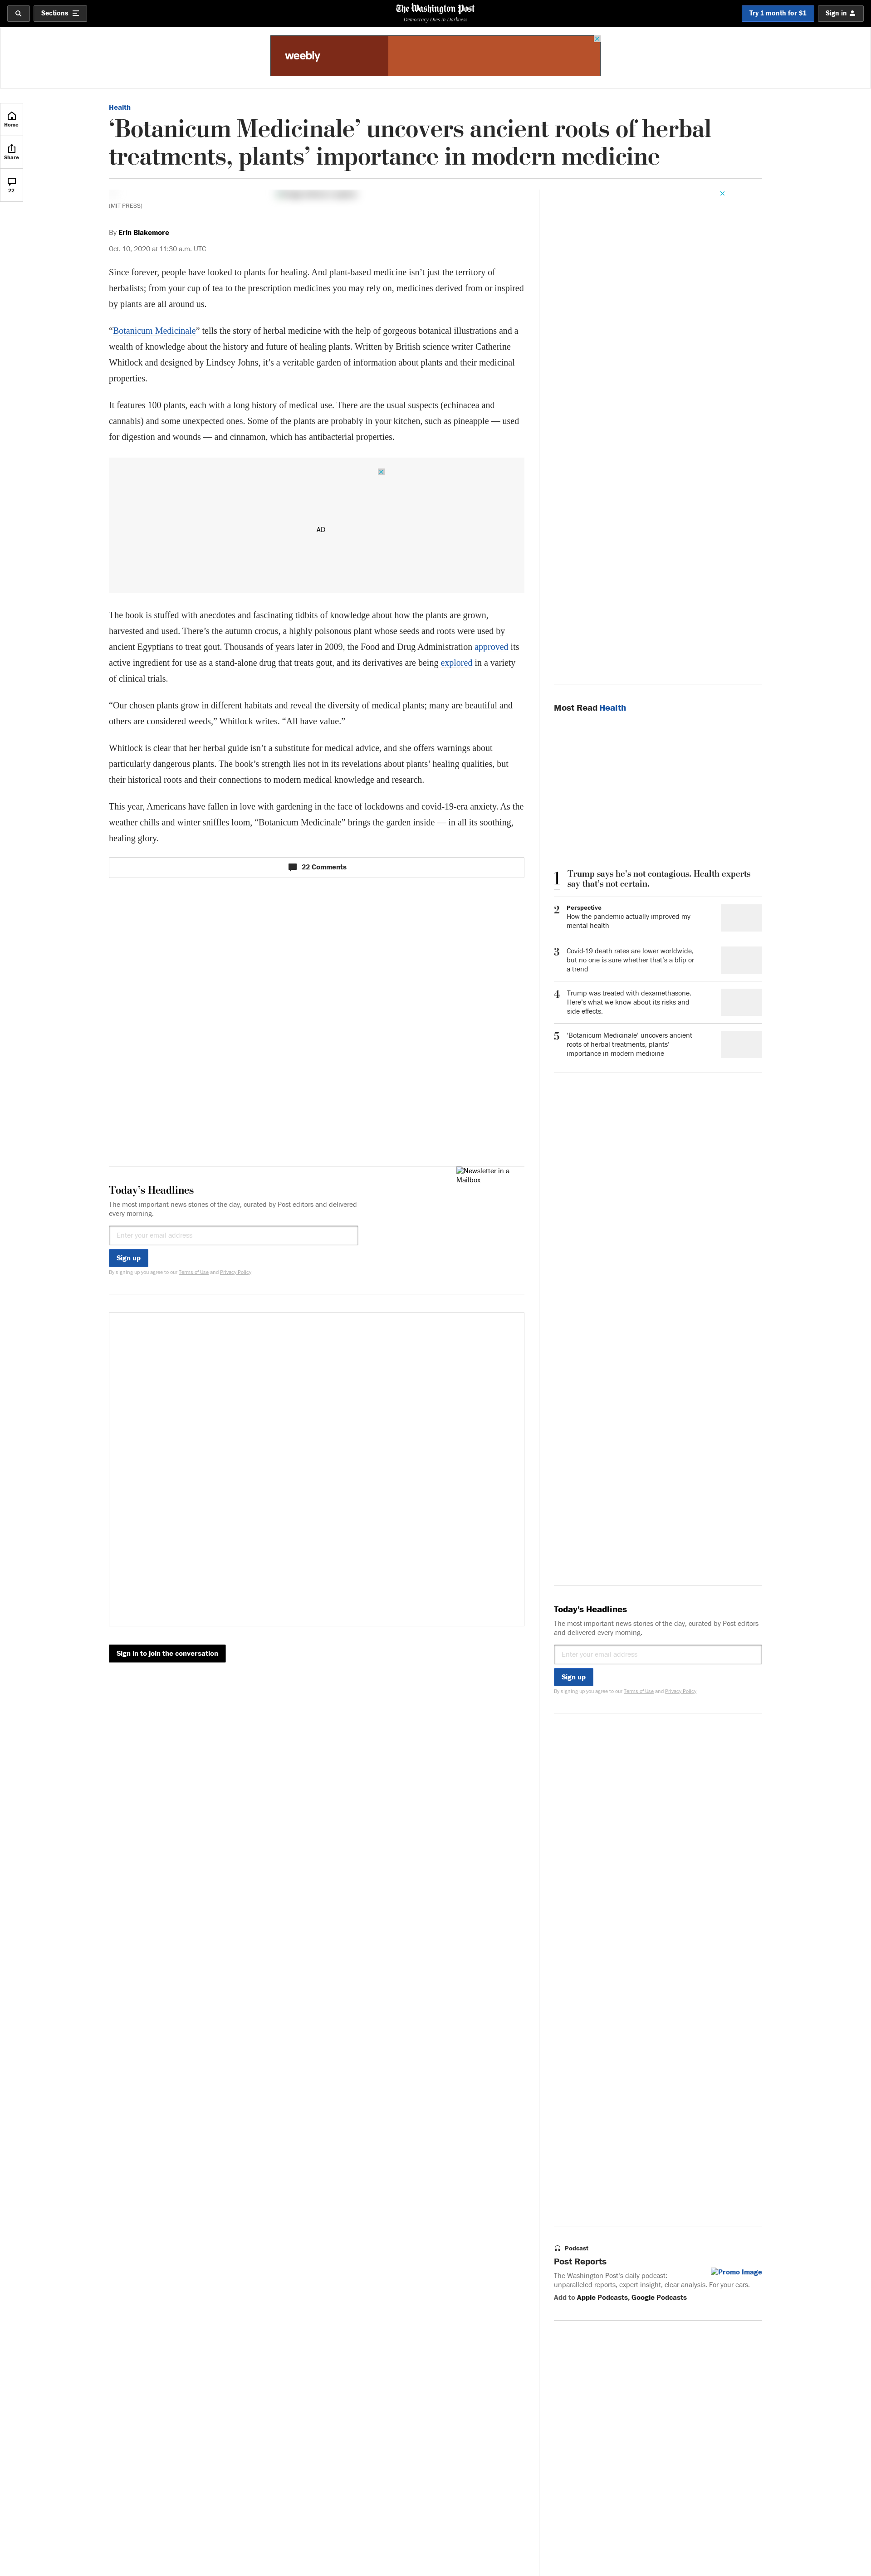 Sections
The Washington Post
Democracy Dies in Darkness
Try 1 month for $1
Sign in
weebly
Home
Share
22
Health
‘Botanicum Medicinale’ uncovers ancient roots of herbal
treatments, plants’ importance in modern medicine
(MIT PRESS)
By Erin Blakemore
Oct. 10, 2020 at 11:30 a.m. UTC
Since forever, people have looked to plants for healing. And plant-based medicine isn’t just the territory of
herbalists; from your cup of tea to the prescription medicines you may rely on, medicines derived from or inspired
by plants are all around us.
“Botanicum Medicinale” tells the story of herbal medicine with the help of gorgeous botanical illustrations and a
wealth of knowledge about the history and future of healing plants. Written by British science writer Catherine
Whitlock and designed by Lindsey Johns, it’s a veritable garden of information about plants and their medicinal
properties.
It features 100 plants, each with a long history of medical use. There are the usual suspects (echinacea and
cannabis) and some unexpected ones. Some of the plants are probably in your kitchen, such as pineapple — used
for digestion and wounds — and cinnamon, which has antibacterial properties.
AD
The book is stuffed with anecdotes and fascinating tidbits of knowledge about how the plants are grown,
harvested and used. There’s the autumn crocus, a highly poisonous plant whose seeds and roots were used by
ancient Egyptians to treat gout. Thousands of years later in 2009, the Food and Drug Administration approved its
active ingredient for use as a stand-alone drug that treats gout, and its derivatives are being explored in a variety
of clinical trials.
“Our chosen plants grow in different habitats and reveal the diversity of medical plants; many are beautiful and
others are considered weeds,” Whitlock writes. “All have value.”
Whitlock is clear that her herbal guide isn’t a substitute for medical advice, and she offers warnings about
particularly dangerous plants. The book’s strength lies not in its revelations about plants’ healing qualities, but
their historical roots and their connections to modern medical knowledge and research.
This year, Americans have fallen in love with gardening in the face of lockdowns and covid-19-era anxiety. As the
weather chills and winter sniffles loom, “Botanicum Medicinale” brings the garden inside — in all its soothing,
healing glory.
22 Comments
Newsletter in a
Mailbox
Today’s Headlines
The most important news stories of the day, curated by Post editors and delivered
every morning.
Enter your email address
Sign up
By signing up you agree to our Terms of Use and Privacy Policy
Sign in to join the conversation
Most Read Health
1
Trump says he’s not contagious. Health experts
say that’s not certain.
2
Perspective
How the pandemic actually improved my
mental health
3
Covid-19 death rates are lower worldwide,
but no one is sure whether that’s a blip or
a trend
4
Trump was treated with dexamethasone.
Here’s what we know about its risks and
side effects.
5
‘Botanicum Medicinale’ uncovers ancient
roots of herbal treatments, plants’
importance in modern medicine
Today’s Headlines
The most important news stories of the day, curated by Post editors
and delivered every morning.
Enter your email address
Sign up
By signing up you agree to our Terms of Use and Privacy Policy
Podcast
Post Reports
Promo Image
The Washington Post’s daily podcast:
unparalleled reports, expert insight, clear analysis. For your ears.
Add to Apple Podcasts, Google Podcasts